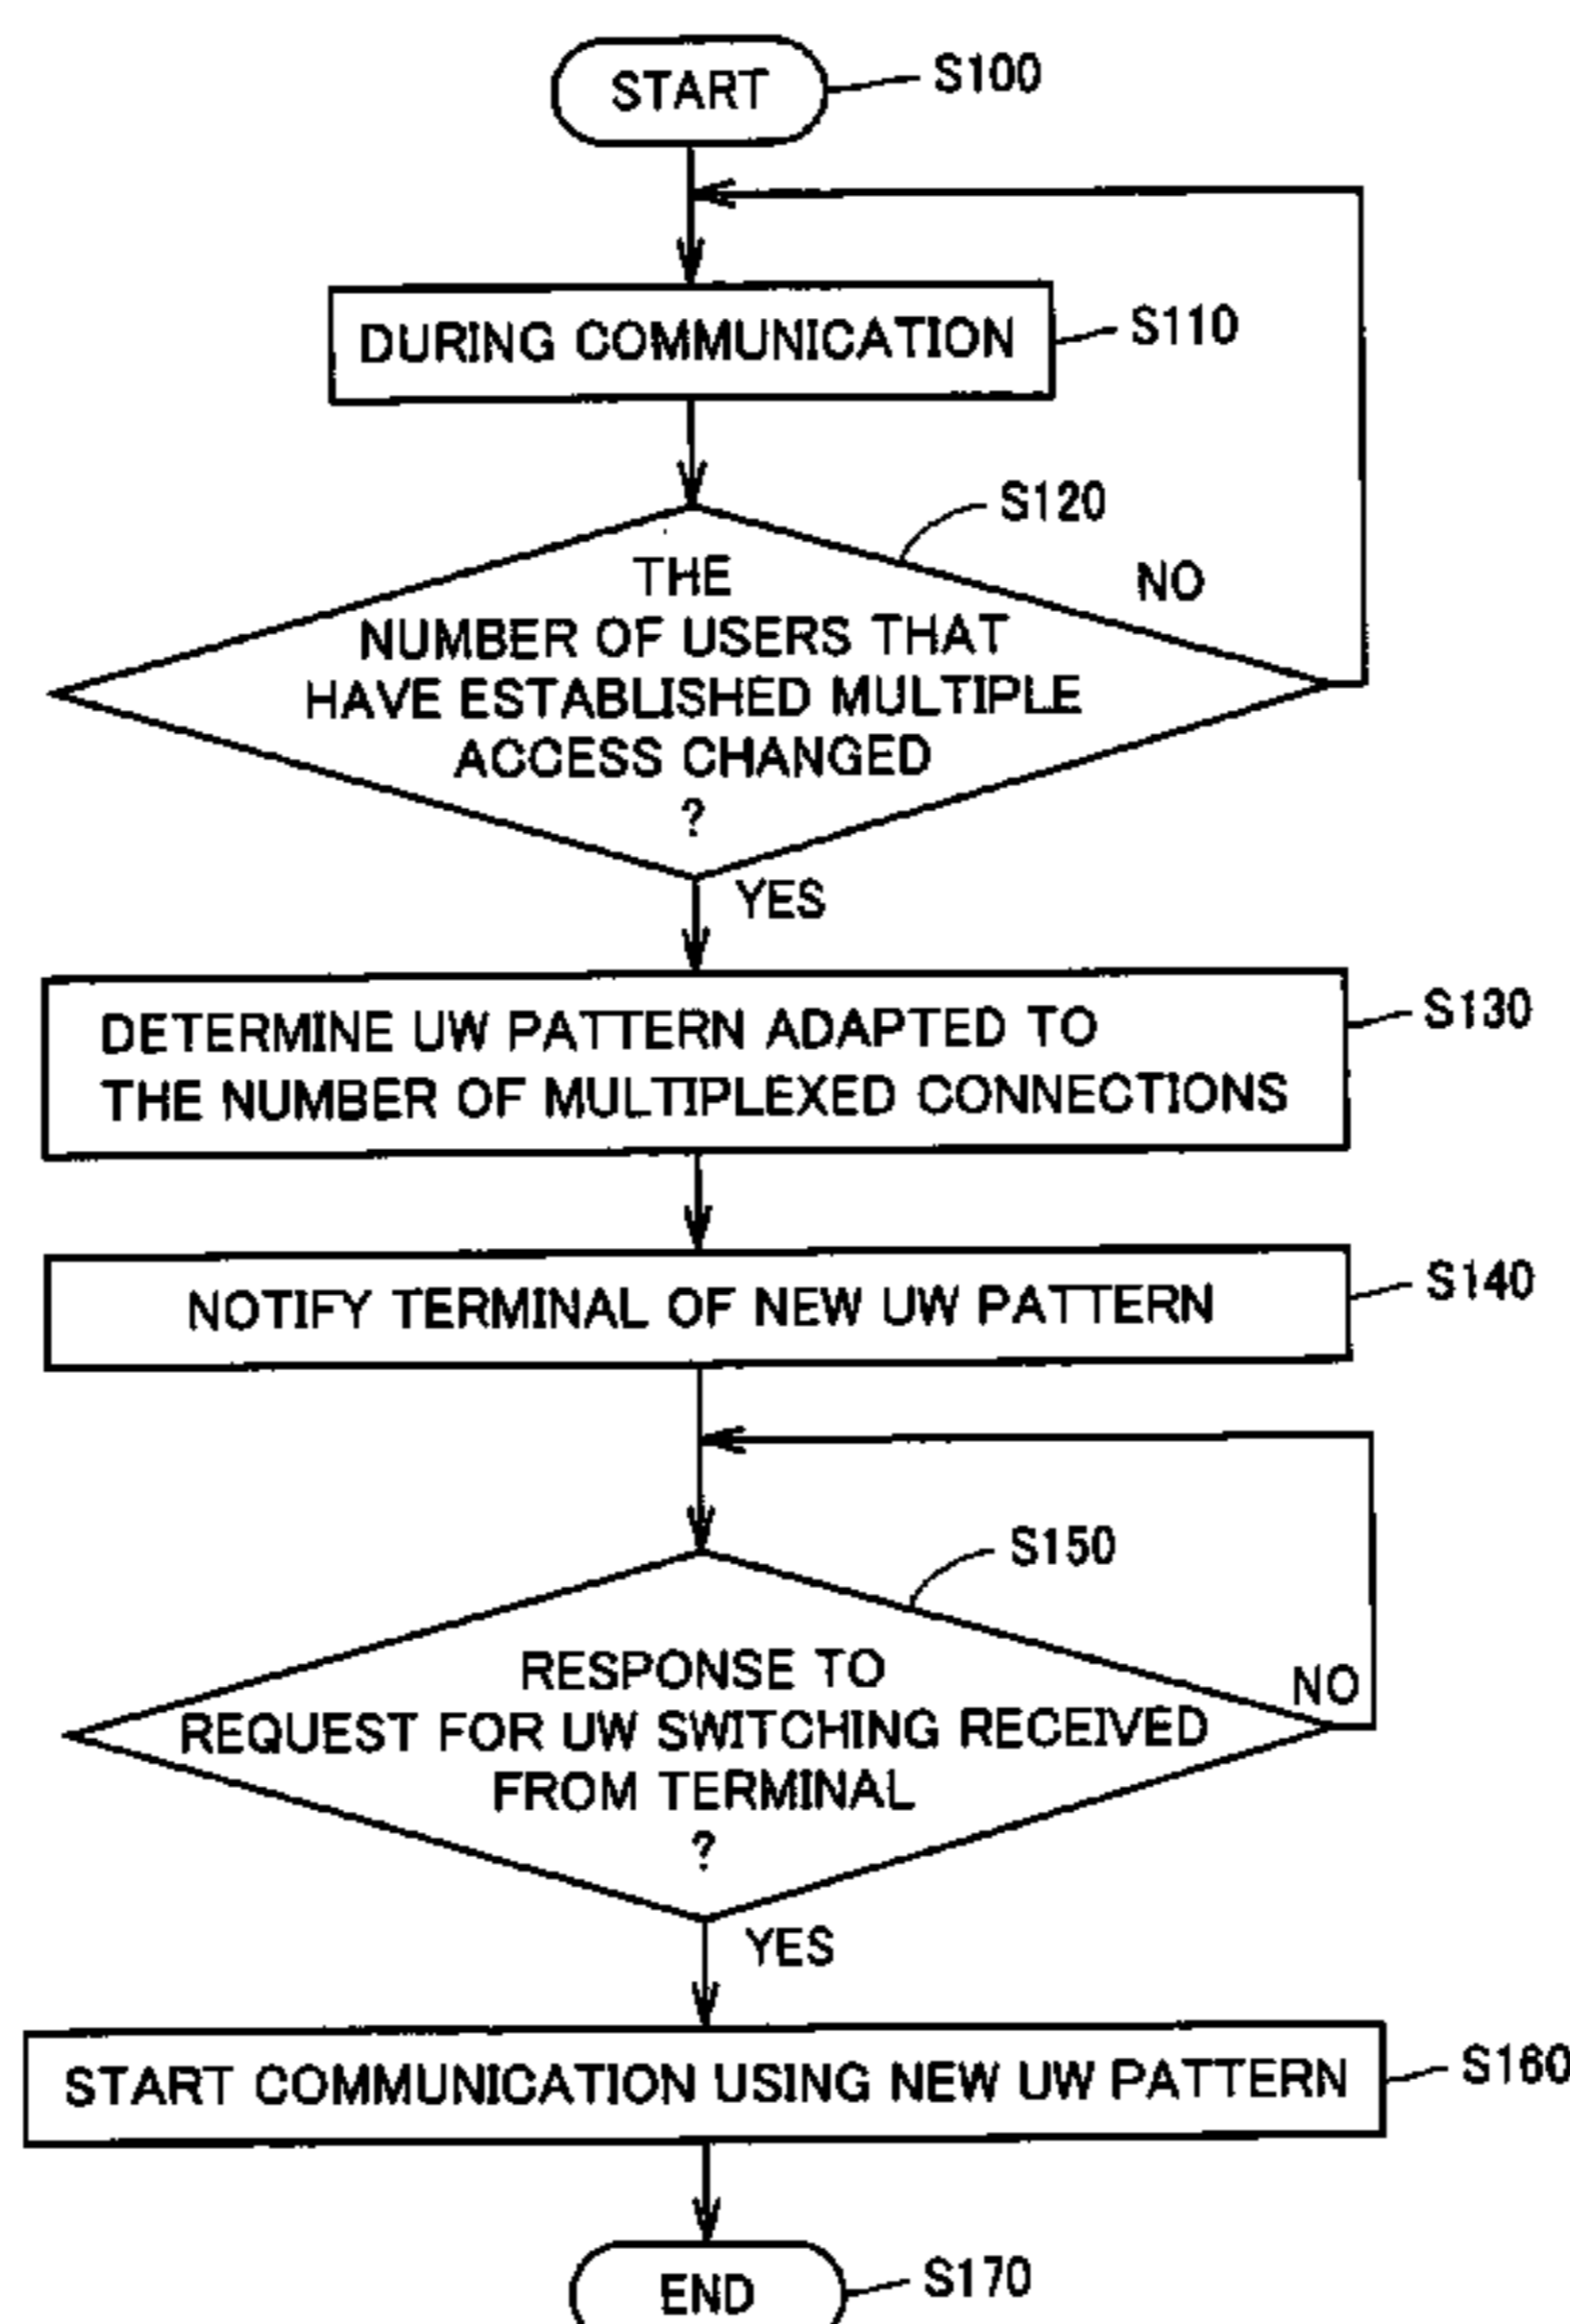 START
S100
DURING COMMUNICATION
S110
S120
THE
NUMBER OF USERS THAT
HAVE ESTABLISHED MULTIPLE
ACCESS CHANGED
?
NO
YES
DETERMINE UW PATTERN ADAPTED TO
THE NUMBER OF MULTIPLEXED CONNECTIONS
S130
NOTIFY TERMINAL OF NEW UW PATTERN
S140
S150
RESPONSE TO
REQUEST FOR UW SWITCHING RECEIVED
FROM TERMINAL
?
NO
YES
START COMMUNICATION USING NEW UW PATTERN
S160
END
S170